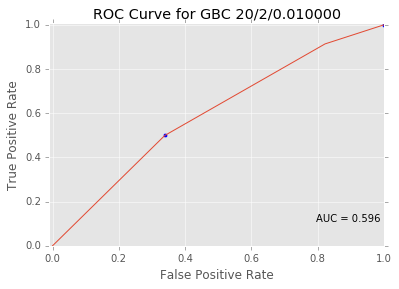 ROC Curve for GBC 20/2/0.010000
True Positive Rate
1.0
0.8
0.6
0.4
0.2
0.0
AUC = 0.596
0.0 0.2 0.4 0.6 0.8 1.0
False Positive Rate